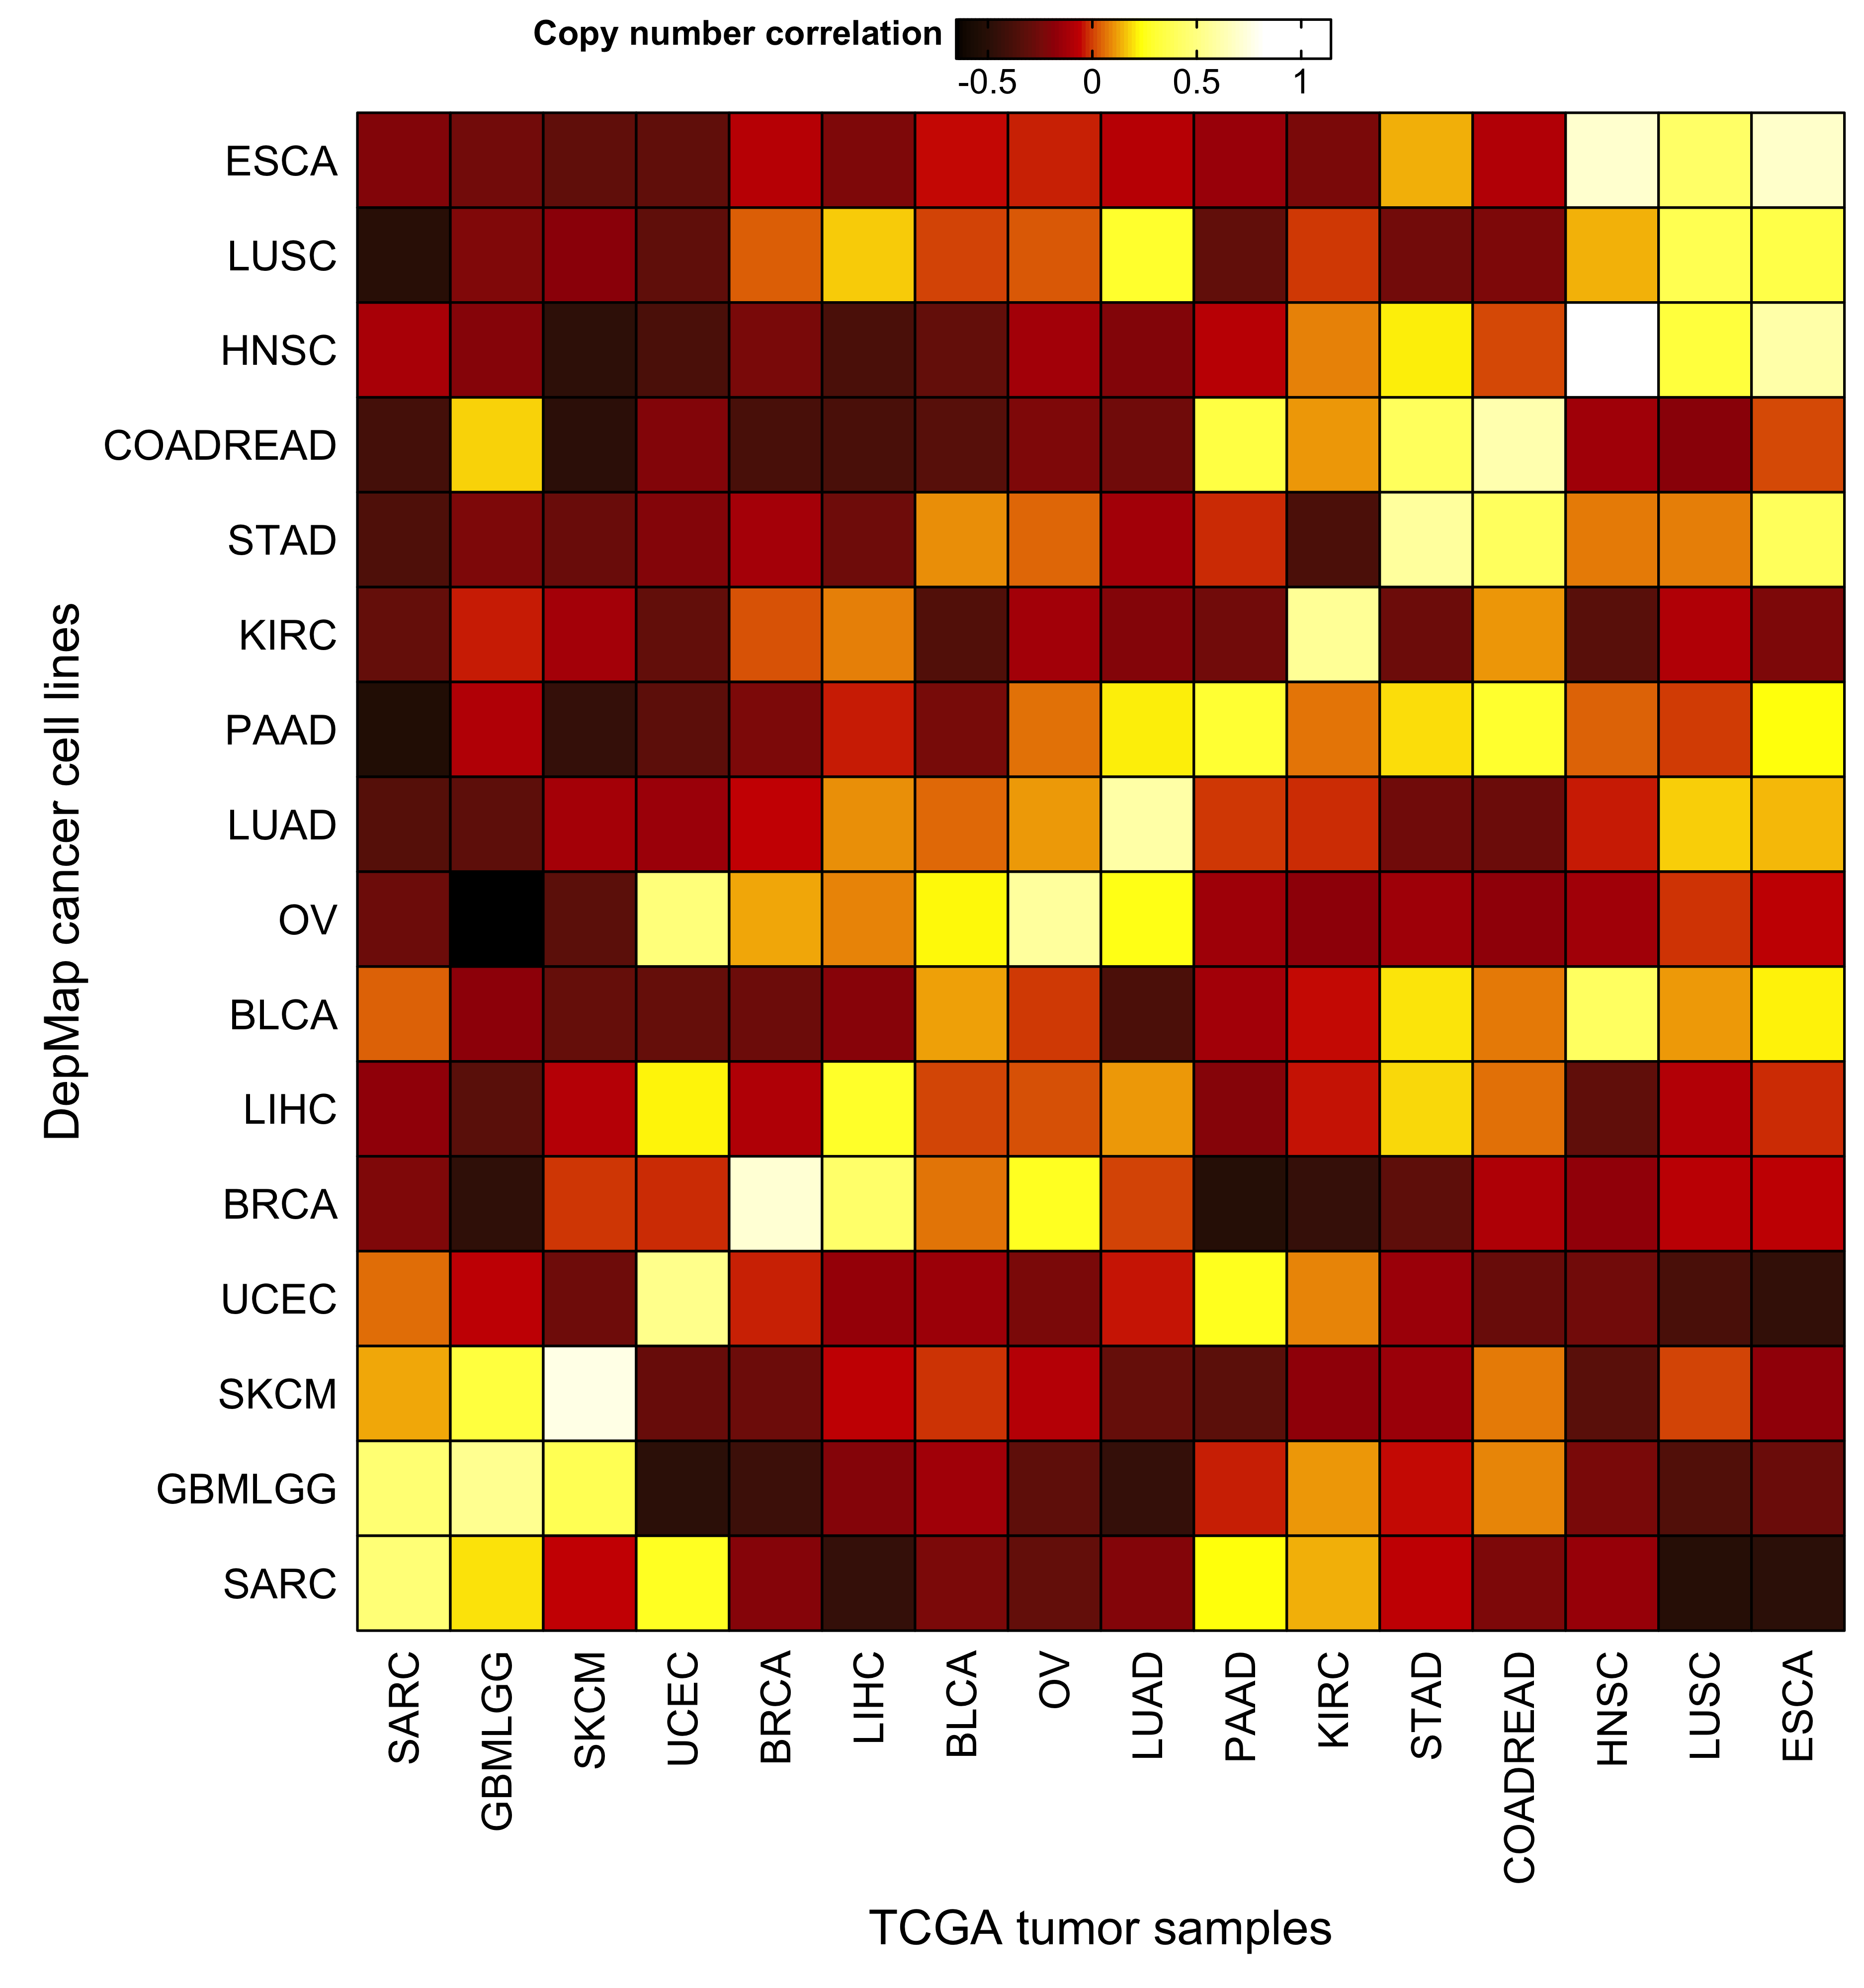 Copy number correlation
-0.5 0 0.5 1
ESCA
LUSC
HNSC
COADREAD
STAD
KIRC
PAAD
LUAD
OV
BLCA
LIHC
BRCA
UCEC
SKCM
GBMLGG
SARC
DepMap cancer cell lines
SARC GBMLGG SKCM UCEC BRCA LIHC BLCA OV LUAD PAAD KIRC STAD COADREAD HNSC LUSC ESCA
TCGA tumor samples